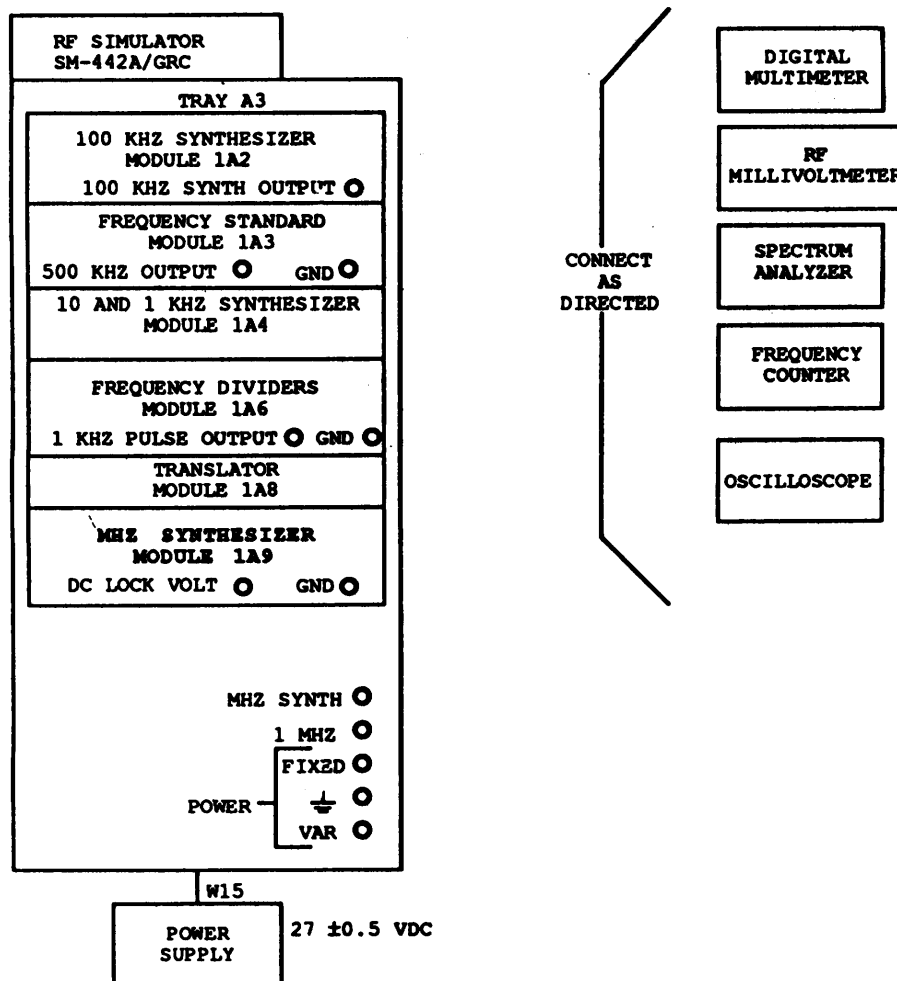 RF SIMULATOR
SM-442A/GRC
TRAY A3
100 KHZ SYNTHESIZER
MODULE 1A2
100 KHZ SYNTH OUTPUT
FREQUENCY STANDARD
MODULE 1A3
500 KHZ OUTPUT GND
10 AND 1 KHZ SYNTHESIZER
MODULE 1A4
FREQUENCY DIVIDERS
MODULE 1A6
1 KHZ PULSE OUTPUT GND
TRANSLATOR
MODULE 1A8
MHZ SYNTHESIZER
MODULE 1A9
DC LOCK VOLT GND
MHZ SYNTH
1 MHZ
FIXED
POWER
VAR
W15
POWER
SUPPLY
27 ±0.5 VDC
CONNECT
AS
DIRECTED
DIGITAL
MULTIMETER
RF
MILLIVOLTMETER
SPECTRUM
ANALYZER
FREQUENCY
COUNTER
OSCILLOSCOPE